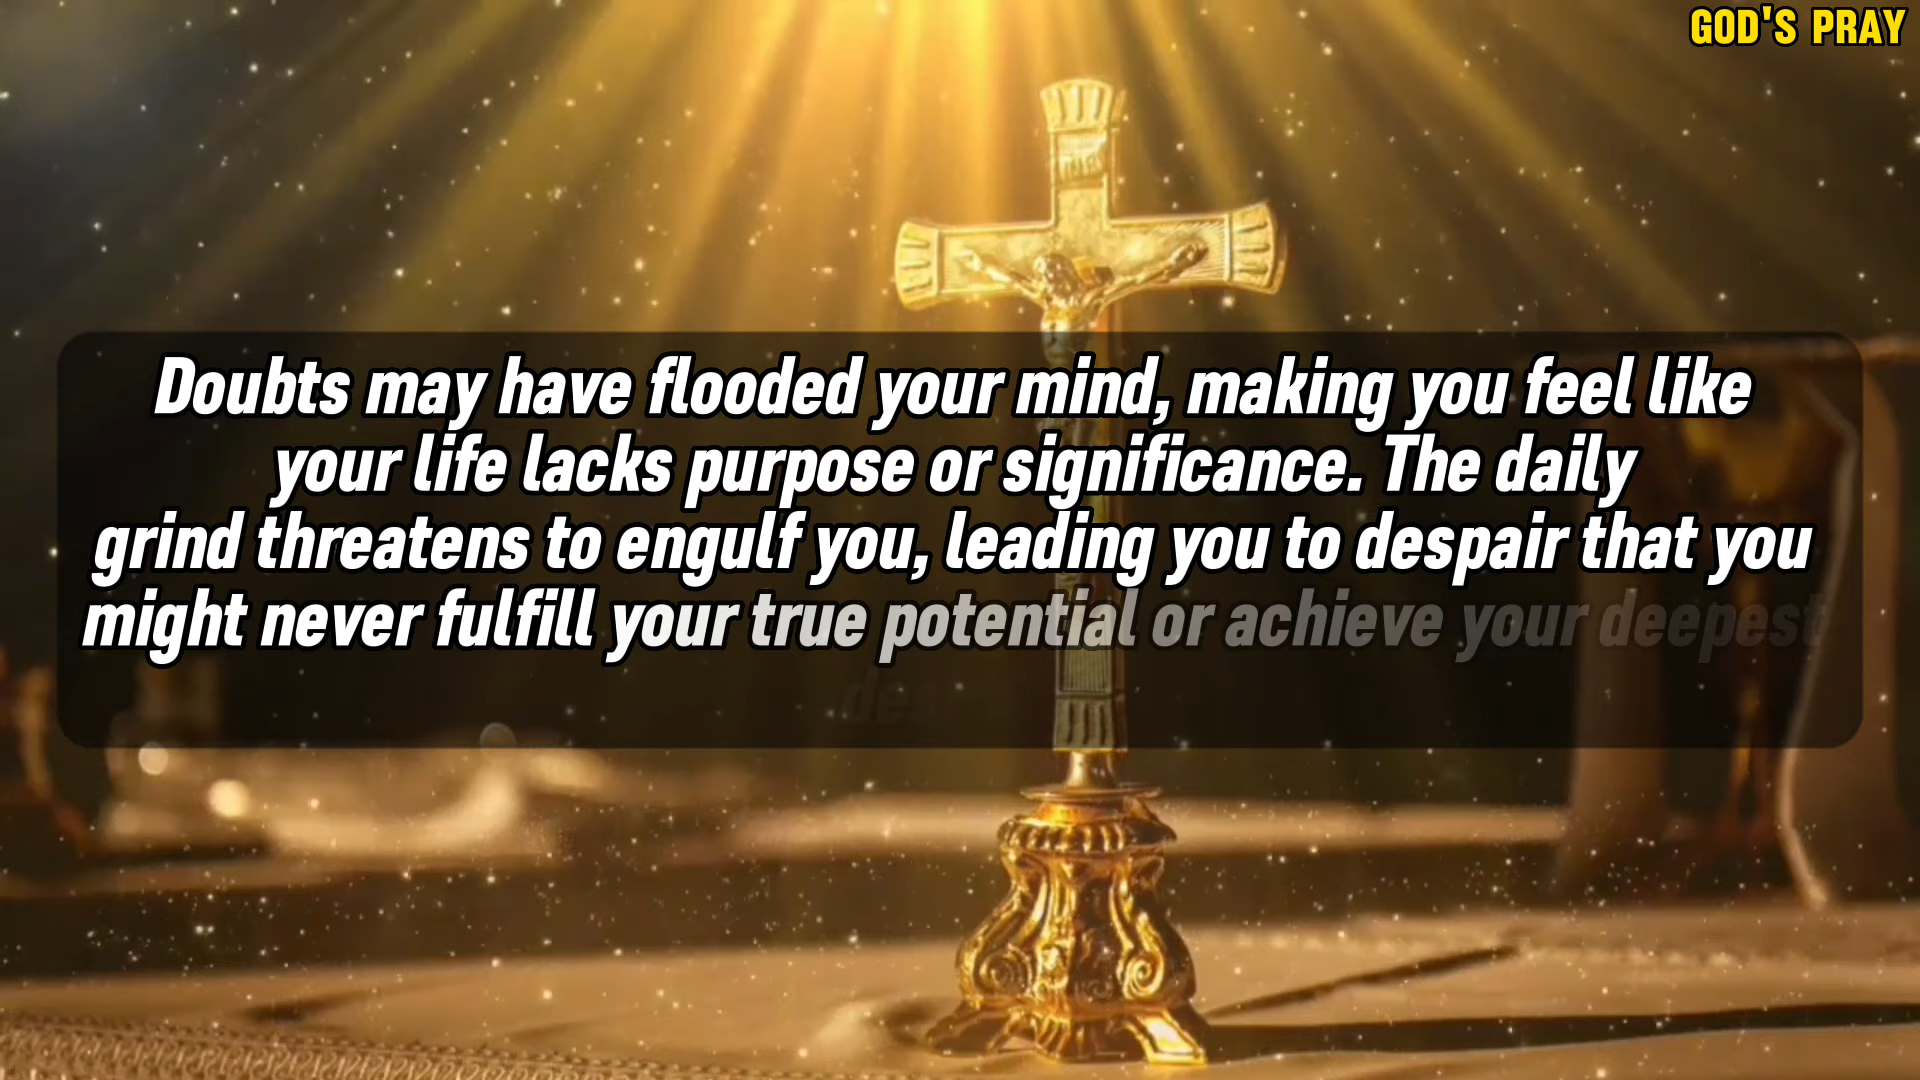 GOD'S PRAY
Doubts may have flooded your mind, making you feel like
your life lacks purpose or significance. The daily
grind threatens to engulf you, leading you to despair that you
might never fulfill your true potential or achieve your deepest